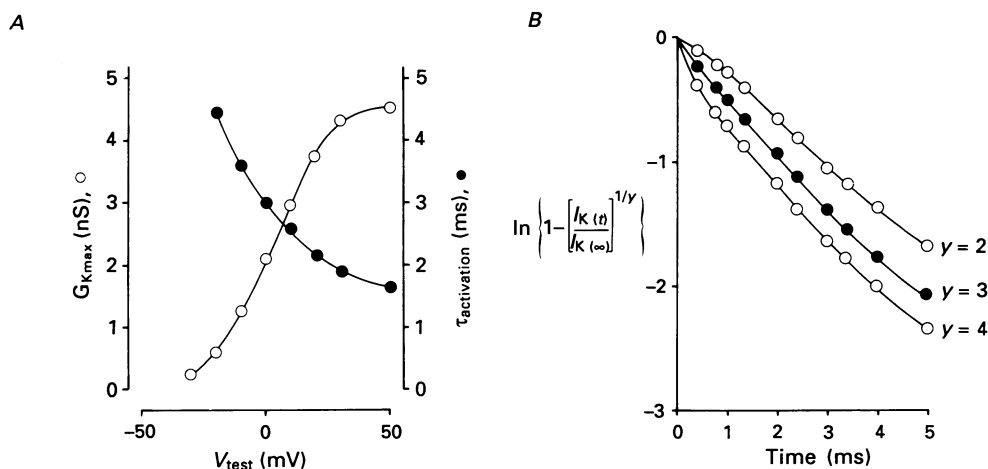 A
5
4
3
2
1
0
G_Kmax (nS), ○
5
4
3
2
1
0
τ_activation (ms), ●
−50
0
50
V_test (mV)
B
0
−1
−2
−3
ln {1−[I_K (t) / I_K (∞)]^1/y}
y = 2
y = 3
y = 4
0
1
2
3
4
5
Time (ms)